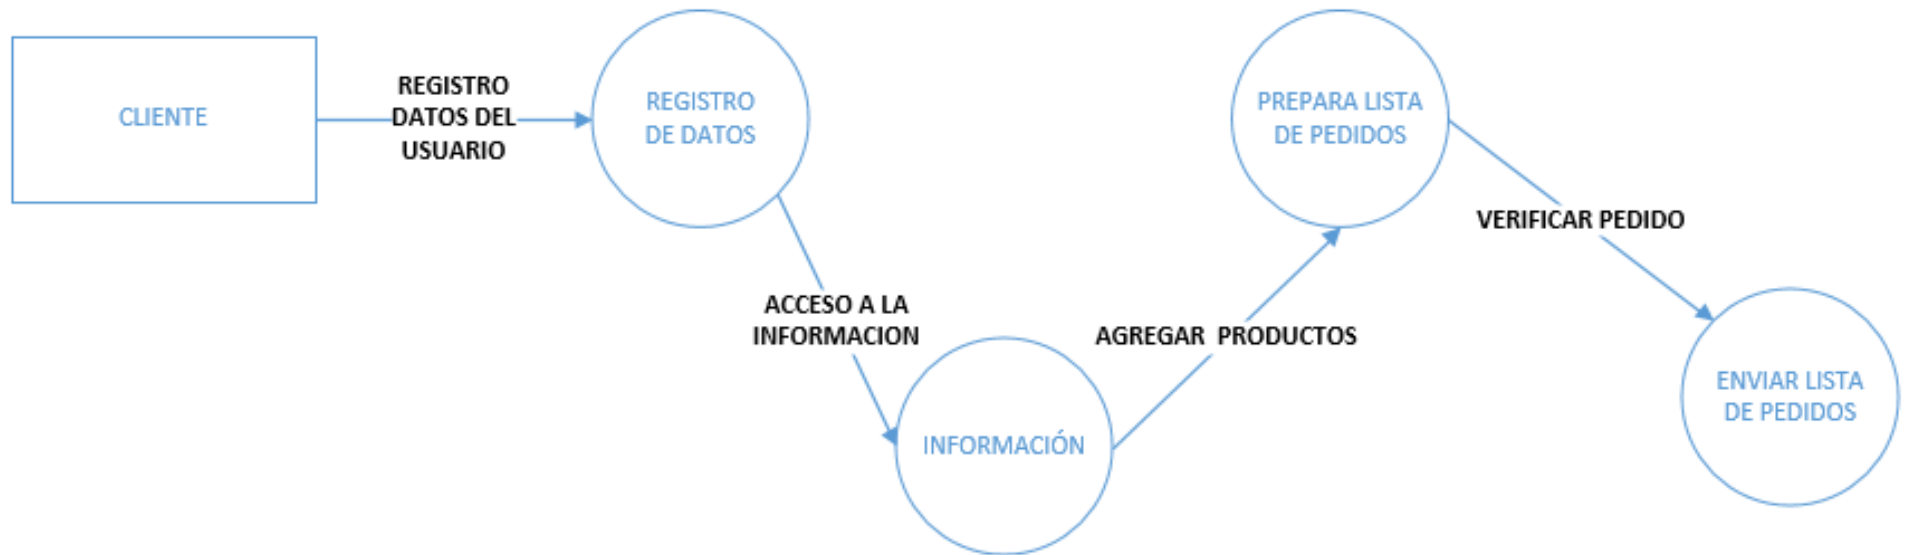 CLIENTE
REGISTRO
DATOS DEL
USUARIO
REGISTRO
DE DATOS
ACCESO A LA
INFORMACION
INFORMACIÓN
AGREGAR  PRODUCTOS
PREPARA LISTA
DE PEDIDOS
VERIFICAR PEDIDO
ENVIAR LISTA
DE PEDIDOS